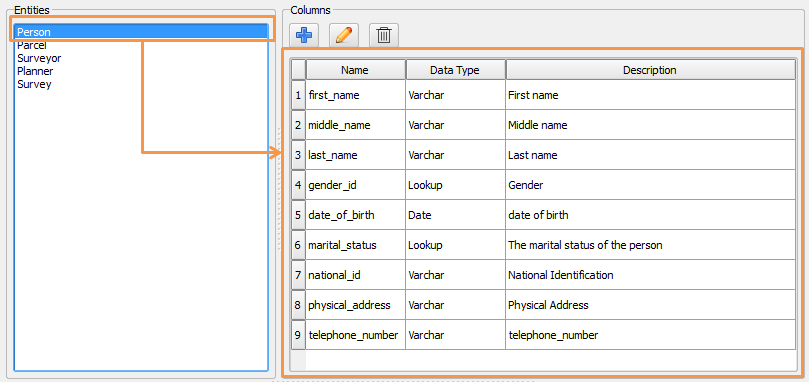 Entities
Person
Parcel
Surveyor
Planner
Survey
Columns
Name Data Type Description
1 first_name Varchar First name
2 middle_name Varchar Middle name
3 last_name Varchar Last name
4 gender_id Lookup Gender
5 date_of_birth Date date of birth
6 marital_status Lookup The marital status of the person
7 national_id Varchar National Identification
8 physical_address Varchar Physical Address
9 telephone_number Varchar telephone_number